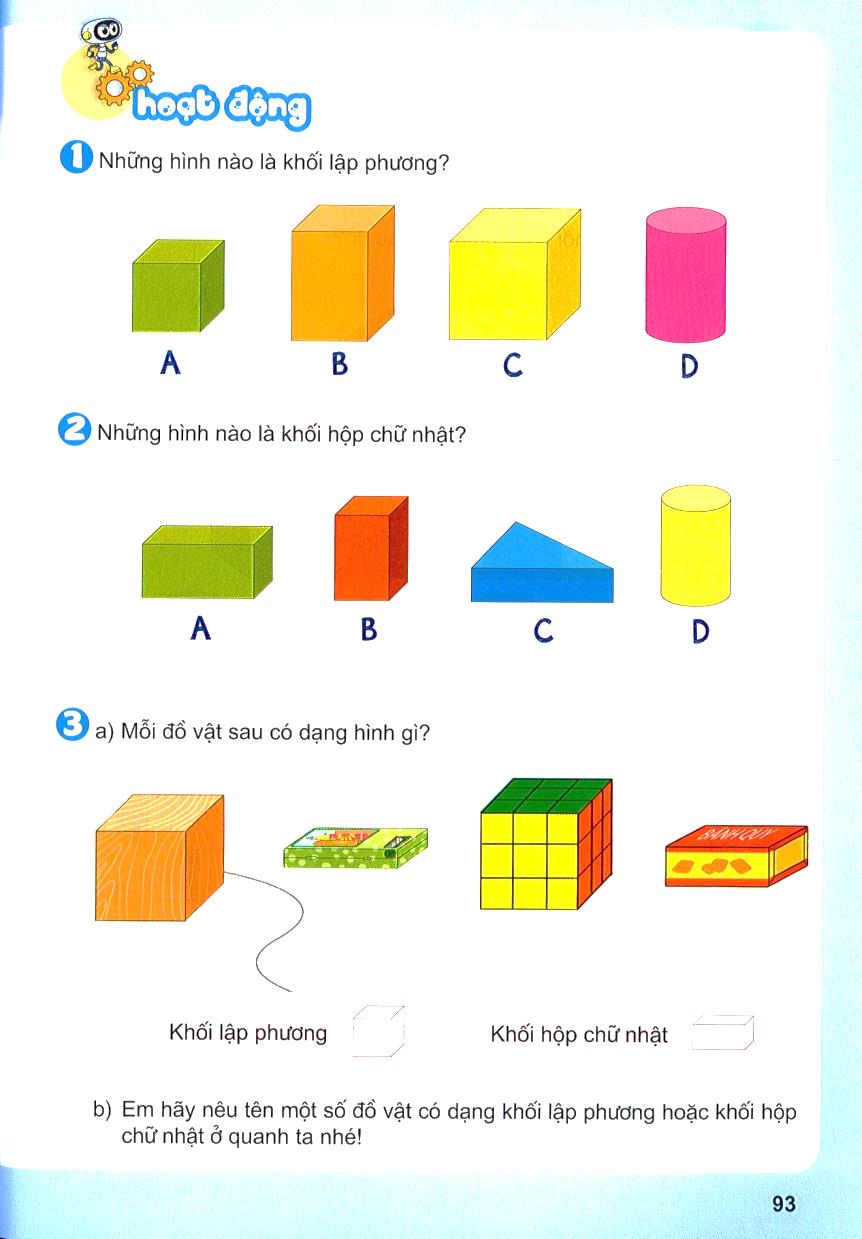 hoạt động
1 Những hình nào là khối lập phương?
A B C D
2 Những hình nào là khối hộp chữ nhật?
A B C D
3 a) Mỗi đồ vật sau có dạng hình gì?
BÁNH QUY
Khối lập phương Khối hộp chữ nhật
b) Em hãy nêu tên một số đồ vật có dạng khối lập phương hoặc khối hộp
chữ nhật ở quanh ta nhé!
93